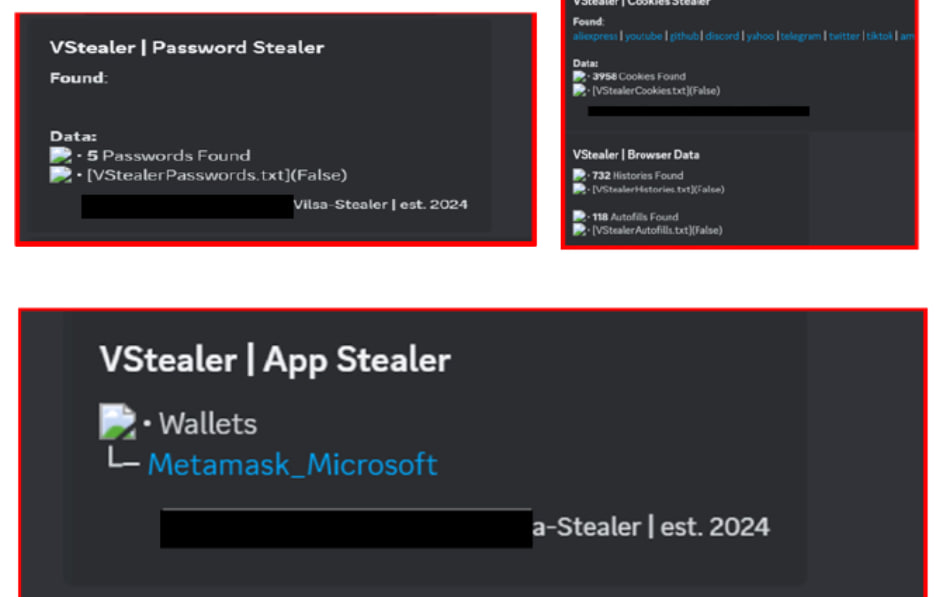 VStealer | Password Stealer
Found:
Data:
• 5 Passwords Found
• [VStealerPasswords.txt](False)
Vilsa-Stealer | est. 2024
VStealer | Cookies Stealer
Found:
aliexpress | youtube | github | discord | yahoo | telegram | twitter | tiktok | am
Data:
• 3958 Cookies Found
• [VStealerCookies.txt](False)
VStealer | Browser Data
• 732 Histories Found
• [VStealerHistories.txt](False)
• 118 Autofills Found
• [VStealerAutofills.txt](False)
VStealer | App Stealer
• Wallets
Metamask_Microsoft
a-Stealer | est. 2024